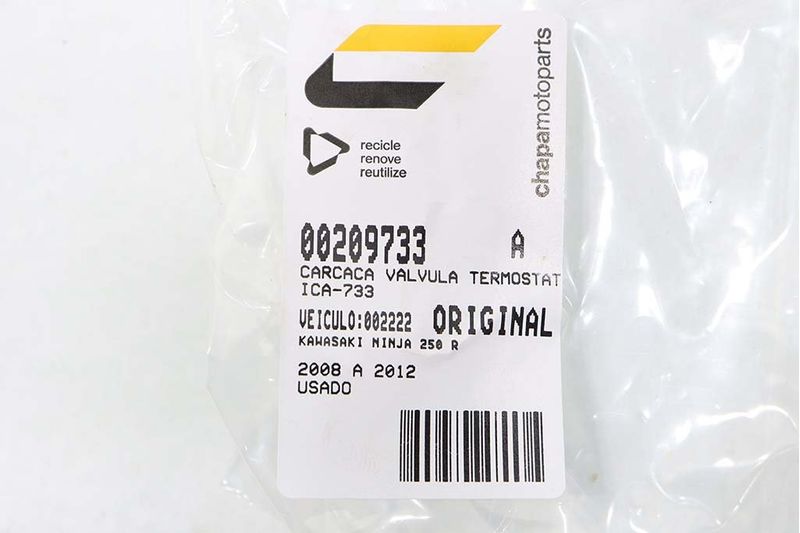 chapamotoparts
recicle
renove
reutilize
00209733 A
CARCACA VALVULA TERMOSTAT
ICA-733
VEICULO:002222 ORIGINAL
KAWASAKI NINJA 250 R
2008 A 2012
USADO